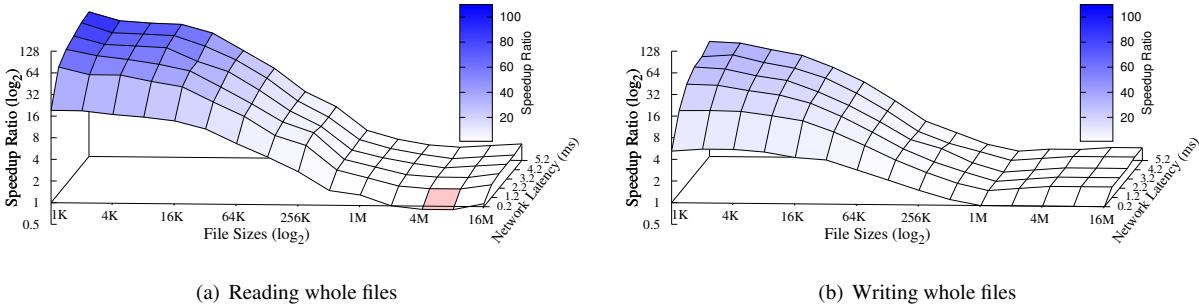 128
64
32
16
8
4
2
1
0.5
Speedup Ratio (log2)
1K
4K
16K
64K
256K
1M
4M
16M
File Sizes (log2)
0.2
1.2
2.2
3.2
4.2
5.2
Network Latency (ms)
100
80
60
40
20
Speedup Ratio
(a) Reading whole files
128
64
32
16
8
4
2
1
0.5
Speedup Ratio (log2)
1K
4K
16K
64K
256K
1M
4M
16M
File Sizes (log2)
0.2
1.2
2.2
3.2
4.2
5.2
Network Latency (ms)
100
80
60
40
20
Speedup Ratio
(b) Writing whole files